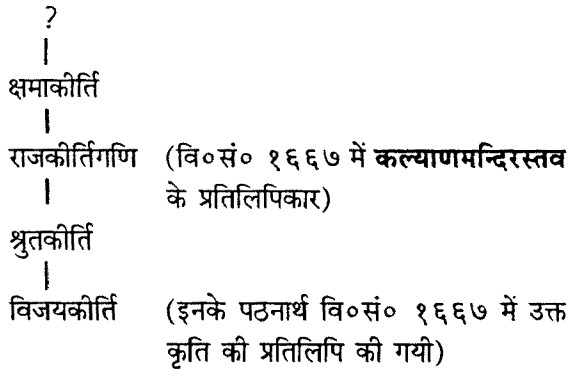 ?
क्षमाकीर्ति
राजकीर्तिगणि (वि०सं० १६६७ में कल्याणमन्दिरस्तव
के प्रतिलिपिकार)
श्रुतकीर्ति
विजयकीर्ति (इनके पठनार्थ वि०सं० १६६७ में उक्त
कृति की प्रतिलिपि की गयी)